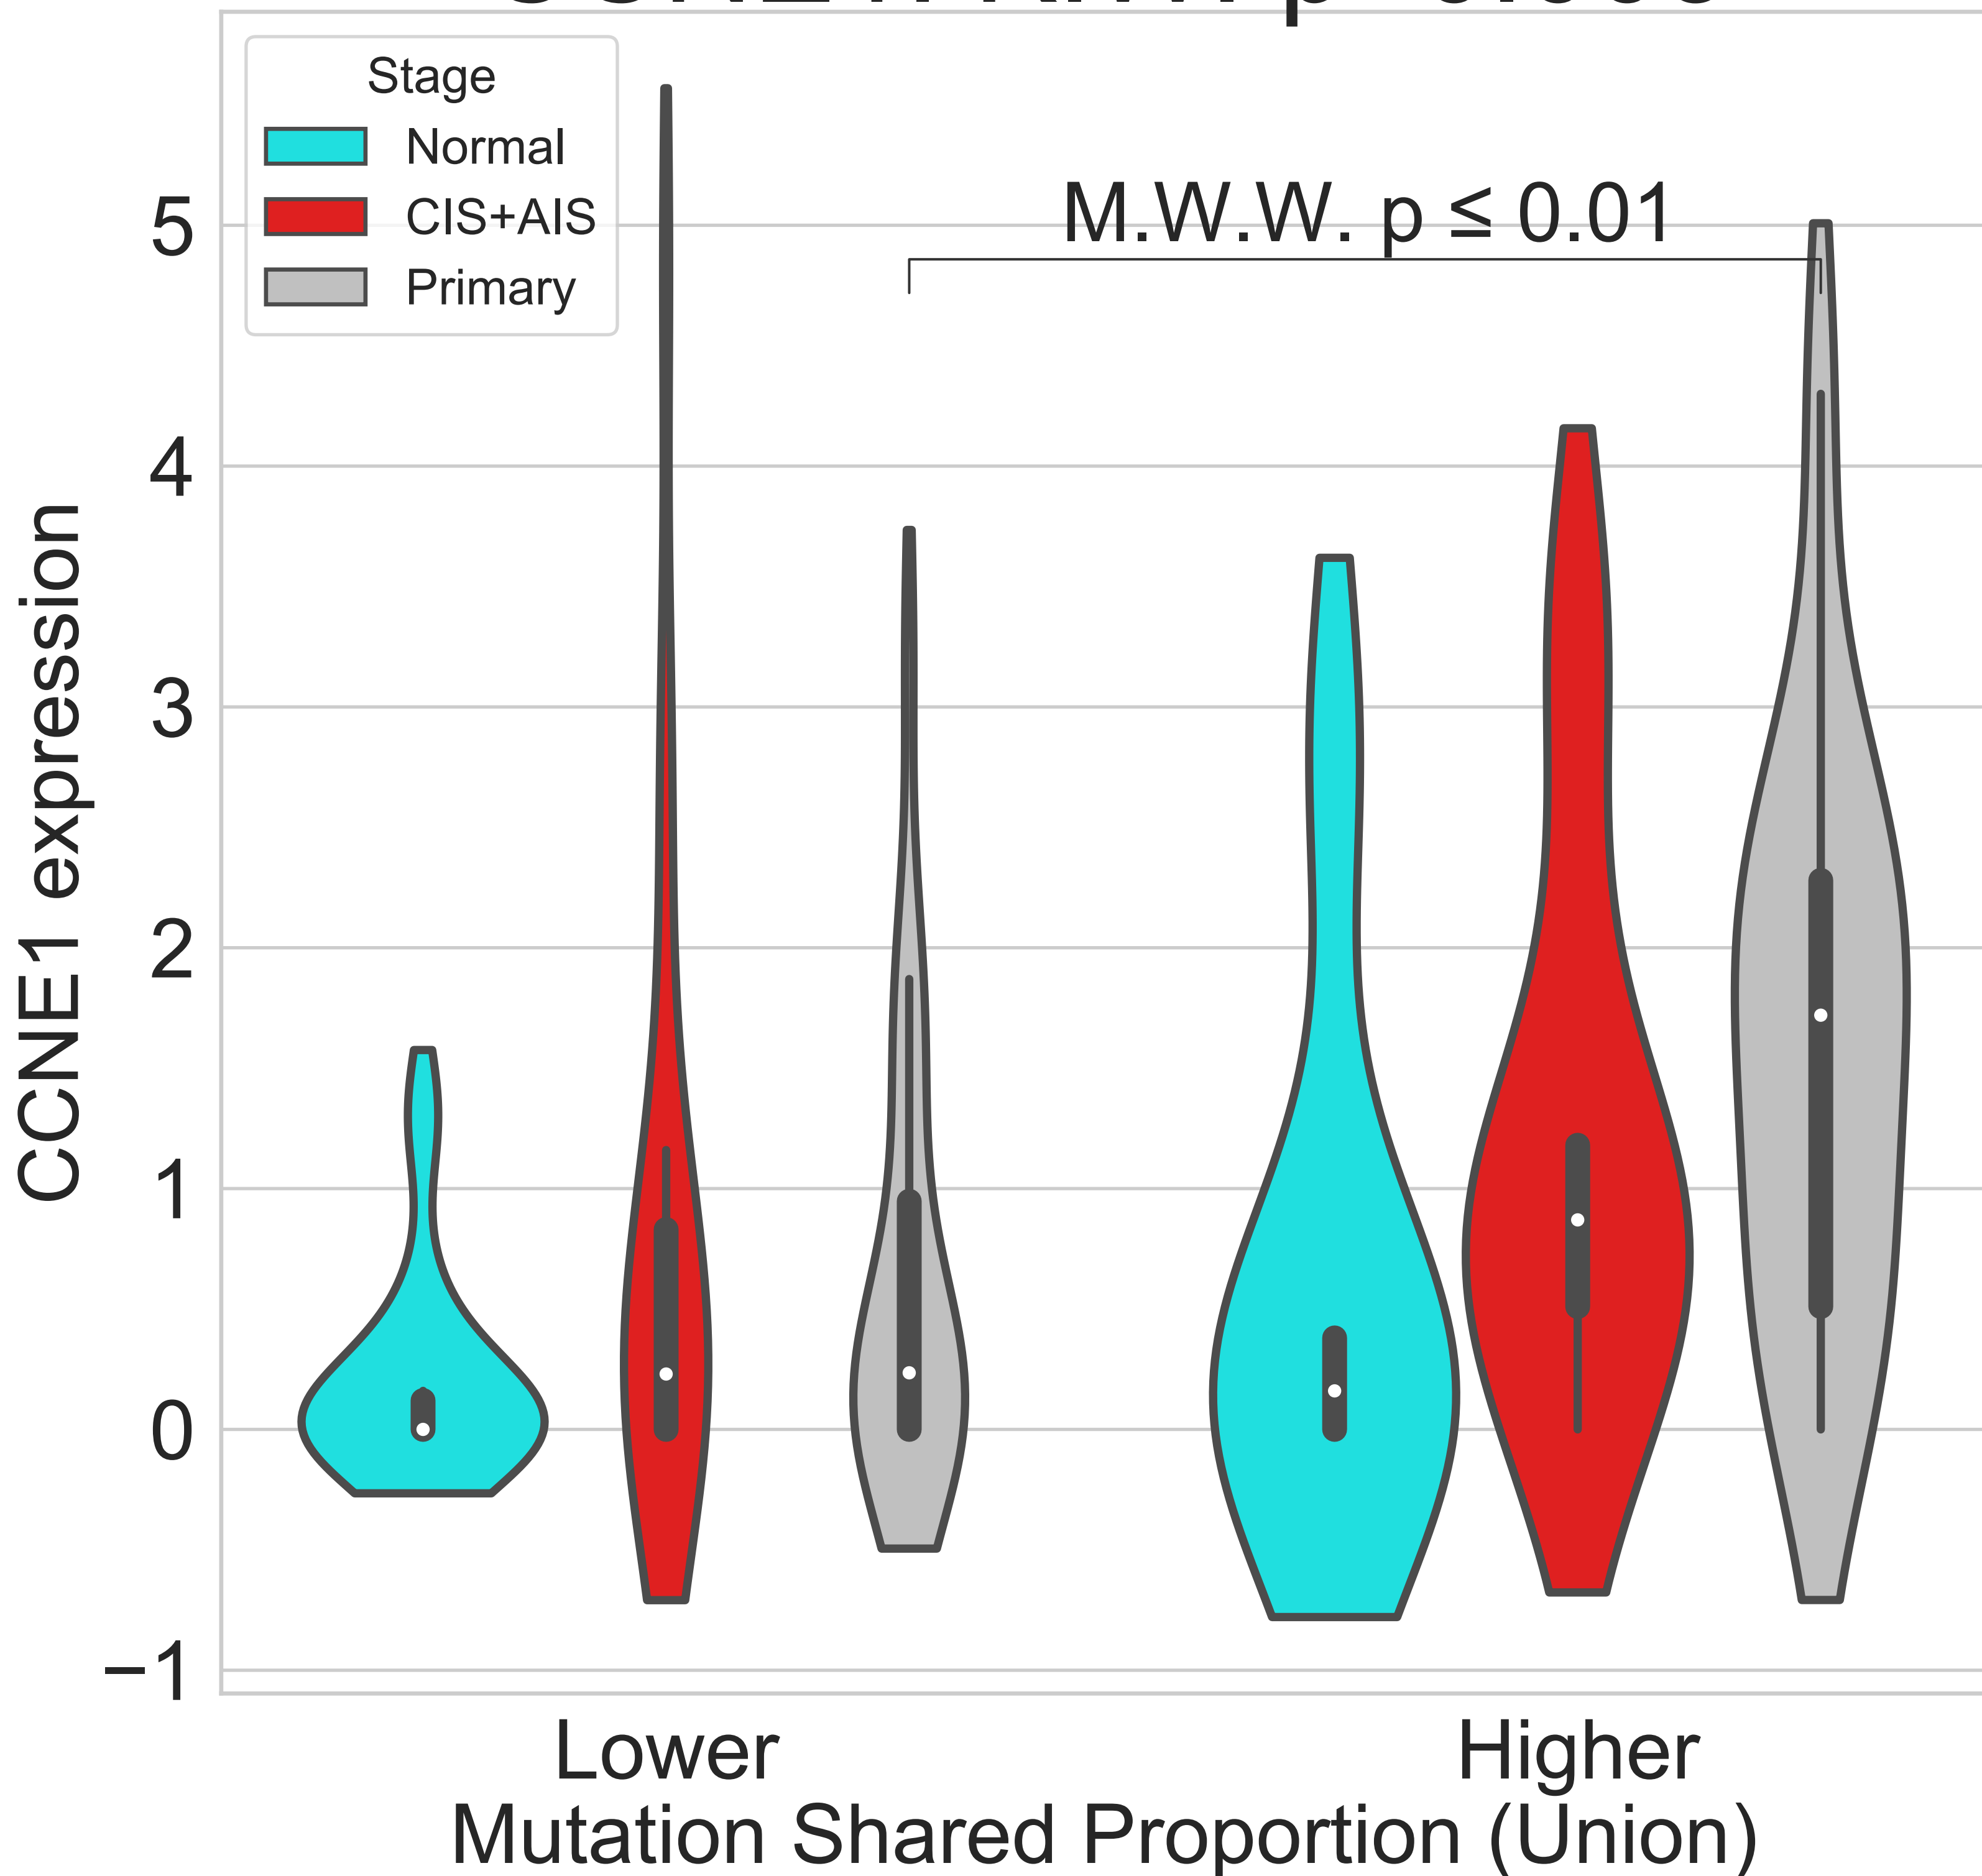 Stage
Normal
CIS+AIS
Primary
M.W.W. p ≤ 0.01
5
4
3
2
1
0
−1
CCNE1 expression
Lower
Higher
Mutation Shared Proportion (Union)